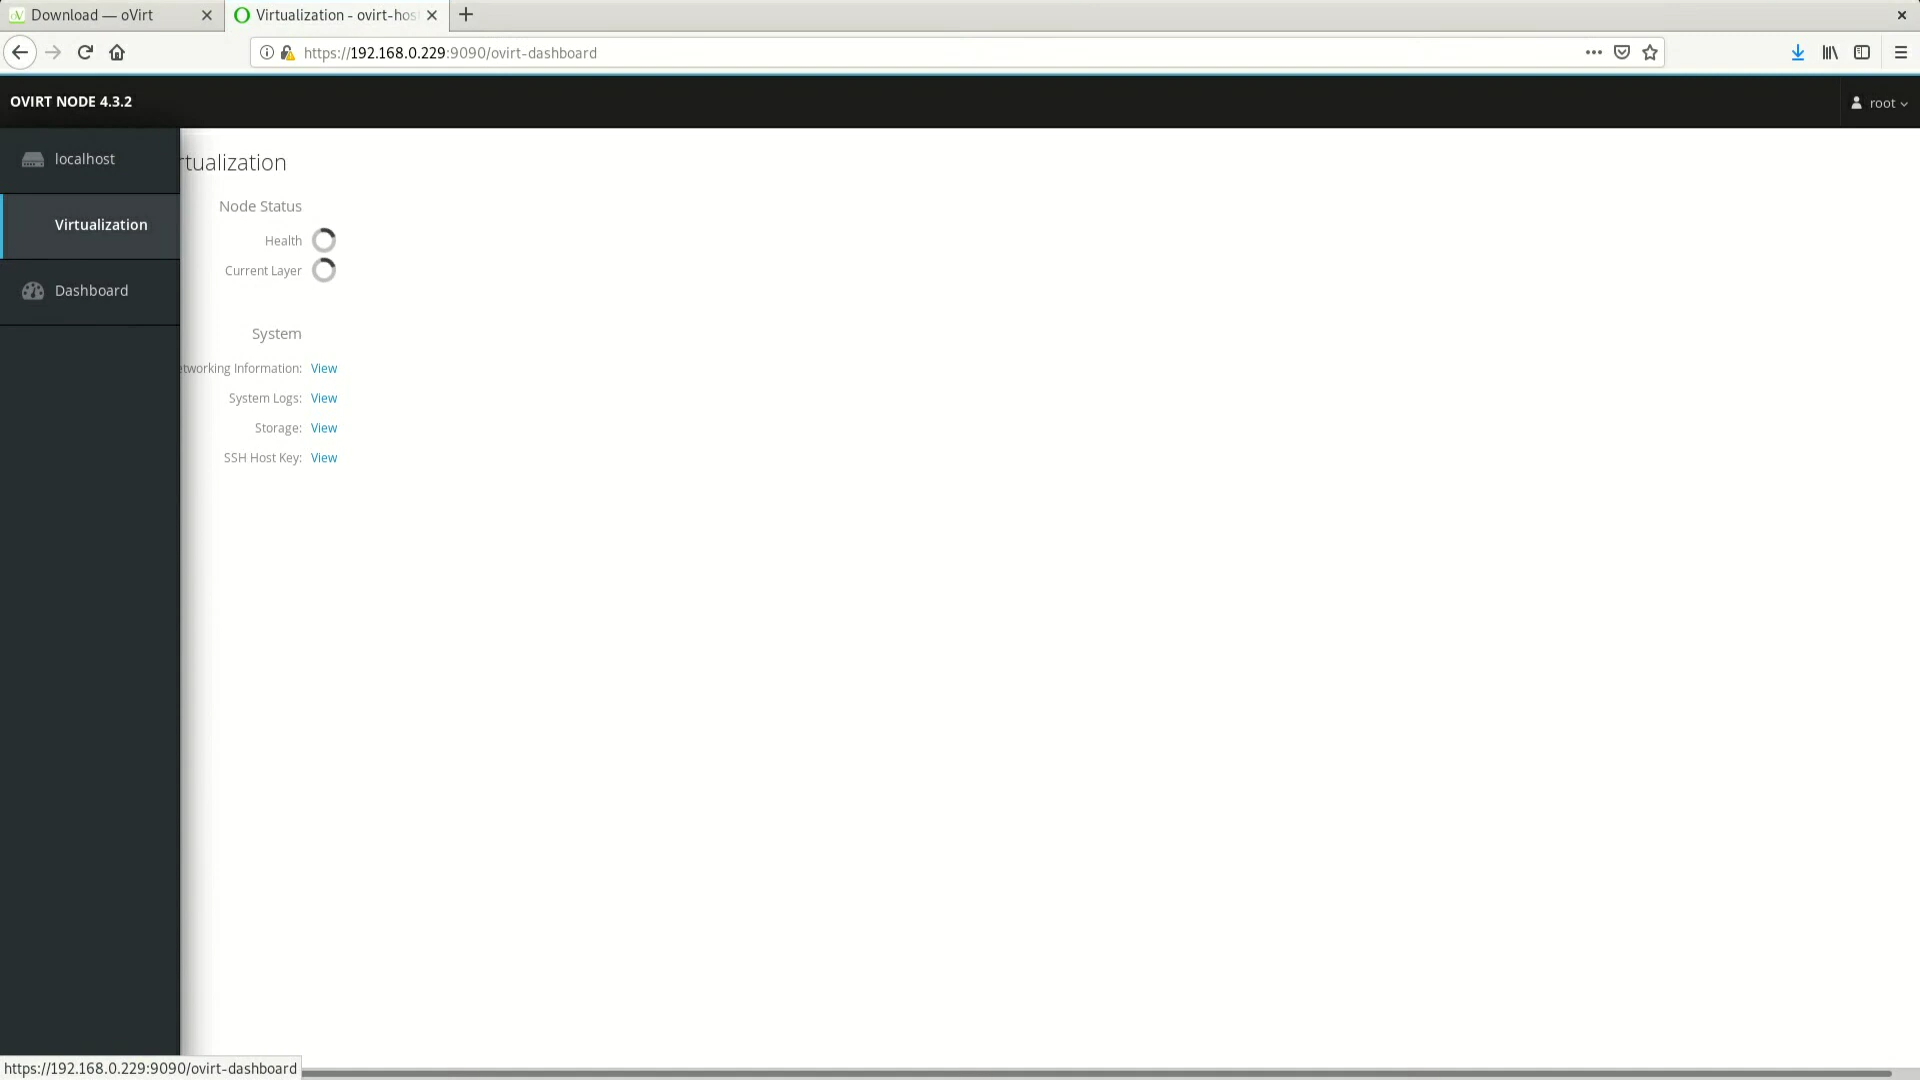 Download — oVirt
Virtualization - ovirt-hos
https://192.168.0.229:9090/ovirt-dashboard
OVIRT NODE 4.3.2
root
localhost
Virtualization
Dashboard
rtualization
Node Status
Health
Current Layer
System
etworking Information: View
System Logs: View
Storage: View
SSH Host Key: View
https://192.168.0.229:9090/ovirt-dashboard